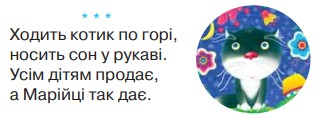 * * *
Ходить котик по горі,
носить сон у рукаві.
Усім дітям продає,
а Марійці так дає.